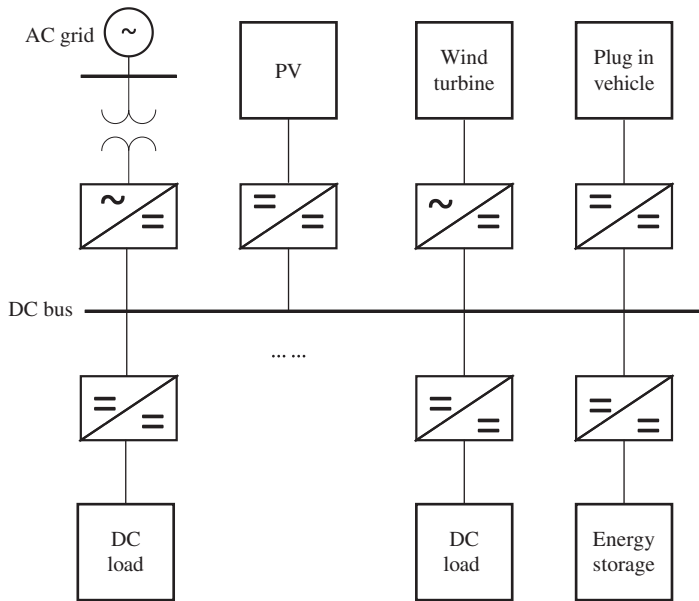 AC grid
~
PV
Wind
turbine
Plug in
vehicle
~
=
=
=
~
=
=
=
DC bus
... ...
=
=
=
=
=
=
DC
load
DC
load
Energy
storage